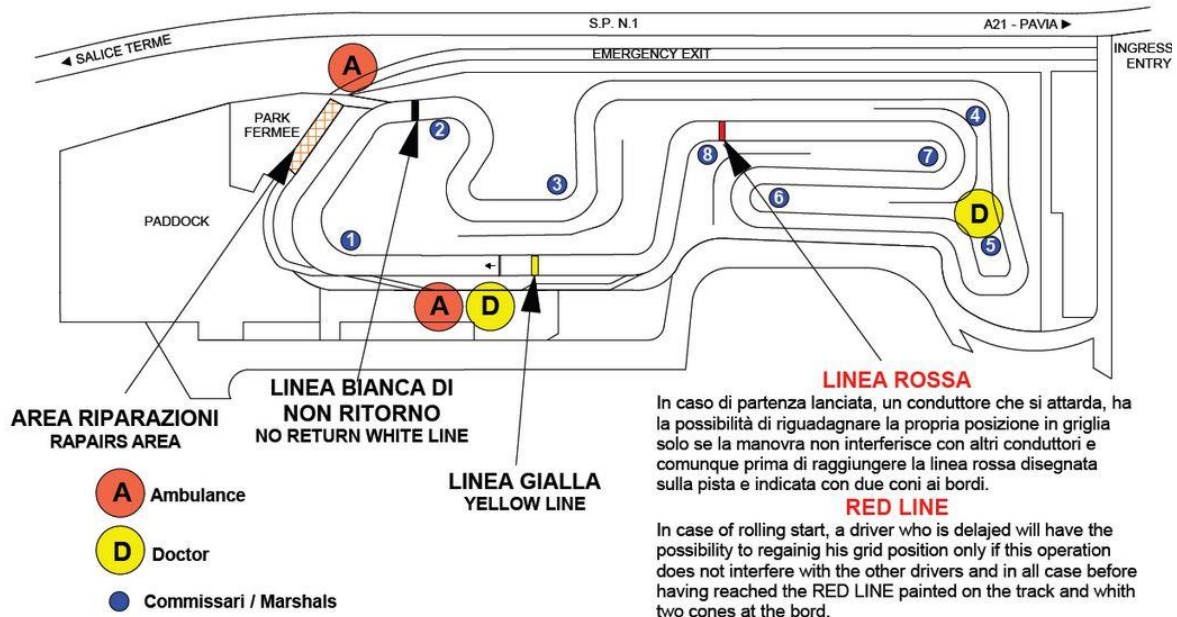 S.P. N.1
A21 - PAVIA ▶
◀ SALICE TERME
INGRESS
ENTRY
EMERGENCY EXIT
A
PARK
FERMEE
2
4
3
8
7
6
D
PADDOCK
1
5
A
D
LINEA BIANCA DI
NON RITORNO
NO RETURN WHITE LINE
AREA RIPARAZIONI
RAPAIRS AREA
LINEA GIALLA
YELLOW LINE
A Ambulance
D Doctor
Commissari / Marshals
LINEA ROSSA
In caso di partenza lanciata, un conduttore che si attarda, ha
la possibilità di riguadagnare la propria posizione in griglia
solo se la manovra non interferisce con altri conduttori e
comunque prima di raggiungere la linea rossa disegnata
sulla pista e indicata con due coni ai bordi.
RED LINE
In case of rolling start, a driver who is delajed will have the
possibility to regainig his grid position only if this operation
does not interfere with the other drivers and in all case before
having reached the RED LINE painted on the track and whith
two cones at the bord.